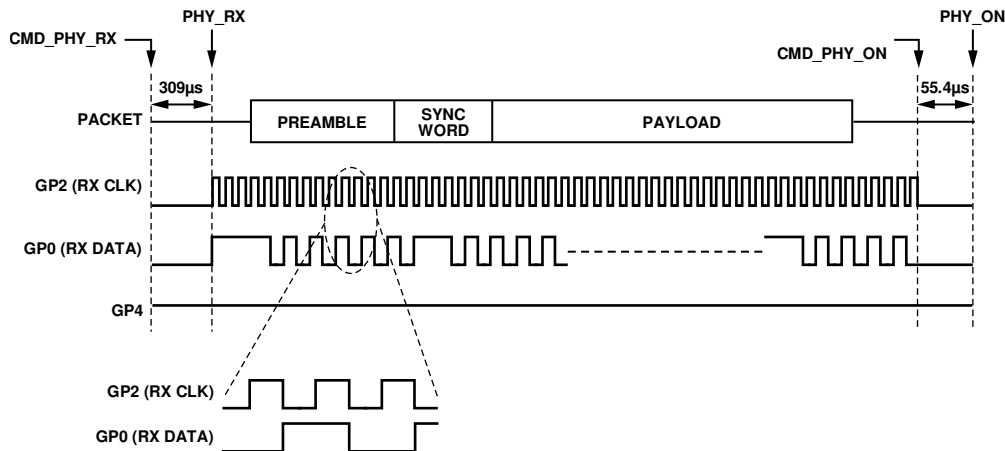 PHY_RX
PHY_ON
CMD_PHY_RX
CMD_PHY_ON
309µs
55.4µs
PACKET
PREAMBLE
SYNC
WORD
PAYLOAD
GP2 (RX CLK)
GP0 (RX DATA)
GP4
GP2 (RX CLK)
GP0 (RX DATA)